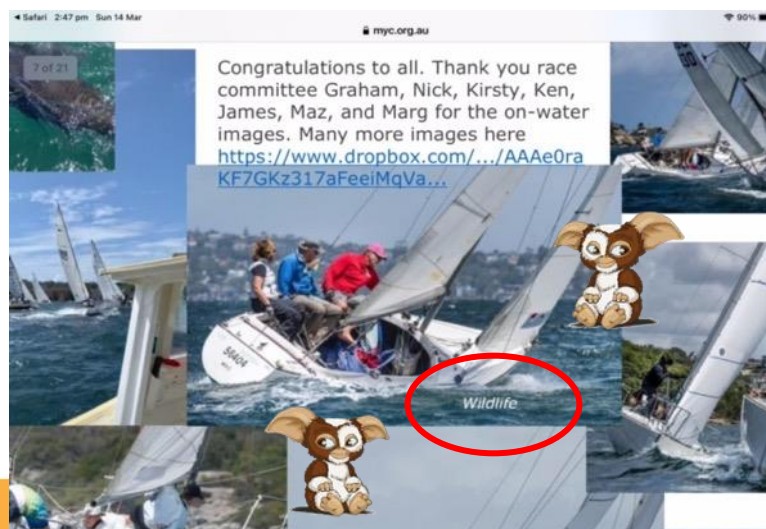 Safari 2:47 pm Sun 14 Mar
myc.org.au
90%
7 of 21
Congratulations to all. Thank you race
committee Graham, Nick, Kirsty, Ken,
James, Maz, and Marg for the on-water
images. Many more images here
https://www.dropbox.com/.../AAAe0ra
KF7GKz317aFeeiMqVa...
58404
Wildlife